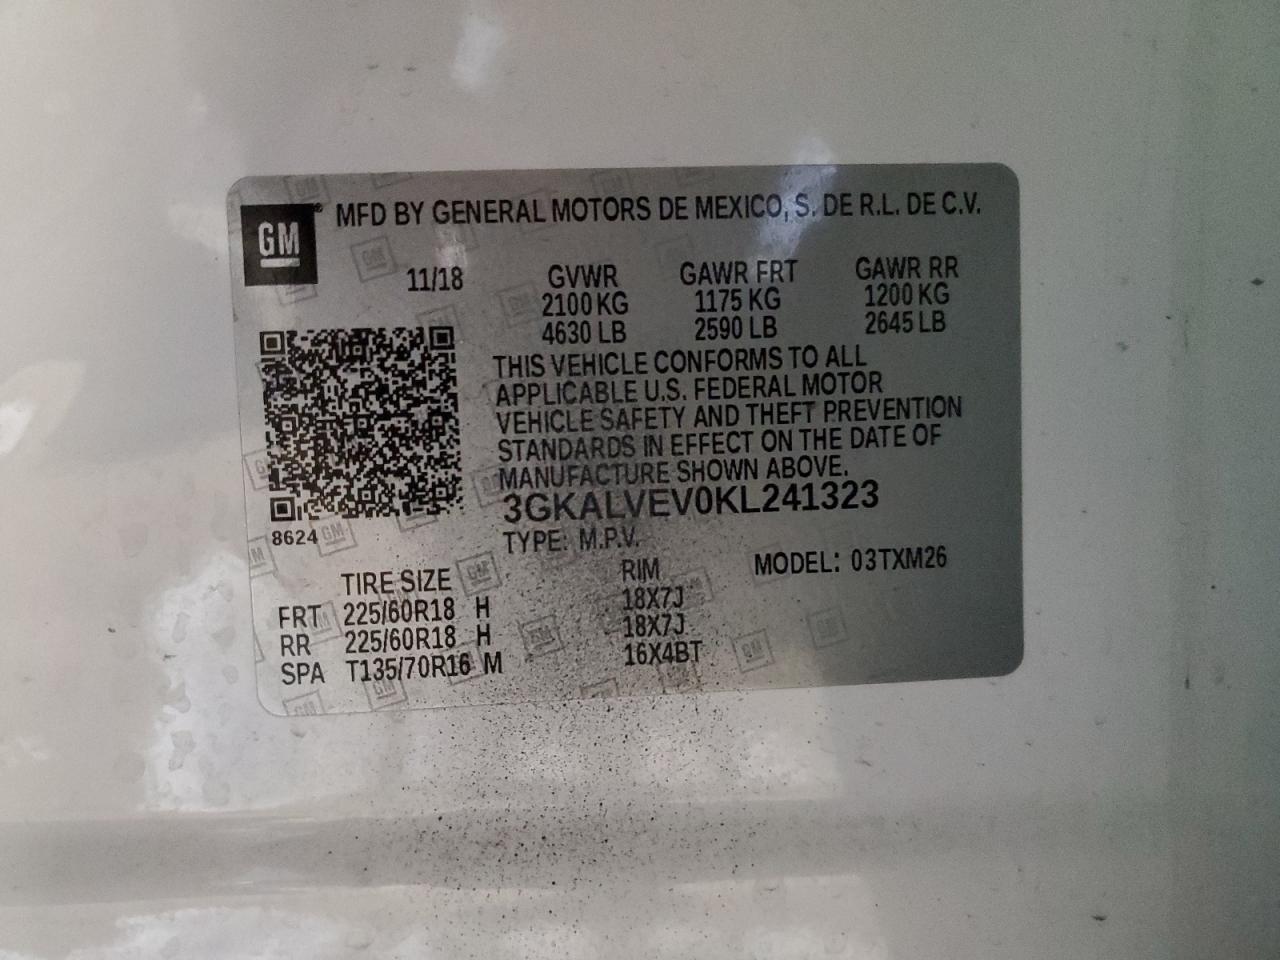 GM ® MFD BY GENERAL MOTORS DE MEXICO, S. DE R.L. DE C.V.
11/18 GVWR GAWR FRT GAWR RR
2100 KG 1175 KG 1200 KG
4630 LB 2590 LB 2645 LB
THIS VEHICLE CONFORMS TO ALL
APPLICABLE U.S. FEDERAL MOTOR
VEHICLE SAFETY AND THEFT PREVENTION
STANDARDS IN EFFECT ON THE DATE OF
MANUFACTURE SHOWN ABOVE.
3GKALVEV0KL241323
8624
TYPE: M.P.V. MODEL: 03TXM26
TIRE SIZE RIM
FRT 225/60R18 H 18X7J
RR 225/60R18 H 18X7J
SPA T135/70R16 M 16X4BT